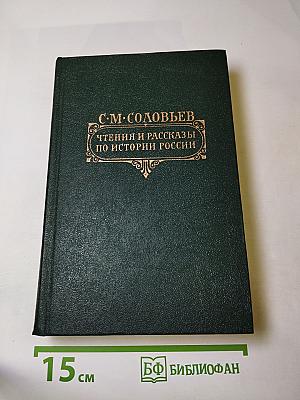 С·М·СОЛОВЬЕВ
ЧТЕНИЯ И РАССКАЗЫ
ПО ИСТОРИИ РОССИИ
15 СМ
БФ БИБЛИОФАН